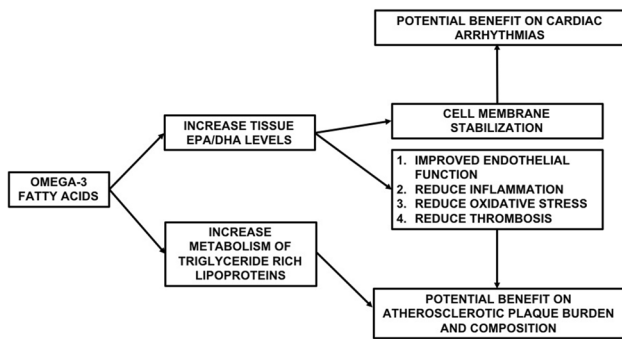 POTENTIAL BENEFIT ON CARDIAC
ARRHYTHMIAS
INCREASE TISSUE
EPA/DHA LEVELS
CELL MEMBRANE
STABILIZATION
OMEGA-3
FATTY ACIDS
1. IMPROVED ENDOTHELIAL
FUNCTION
2. REDUCE INFLAMMATION
3. REDUCE OXIDATIVE STRESS
4. REDUCE THROMBOSIS
INCREASE
METABOLISM OF
TRIGLYCERIDE RICH
LIPOPROTEINS
POTENTIAL BENEFIT ON
ATHEROSCLEROTIC PLAQUE BURDEN
AND COMPOSITION